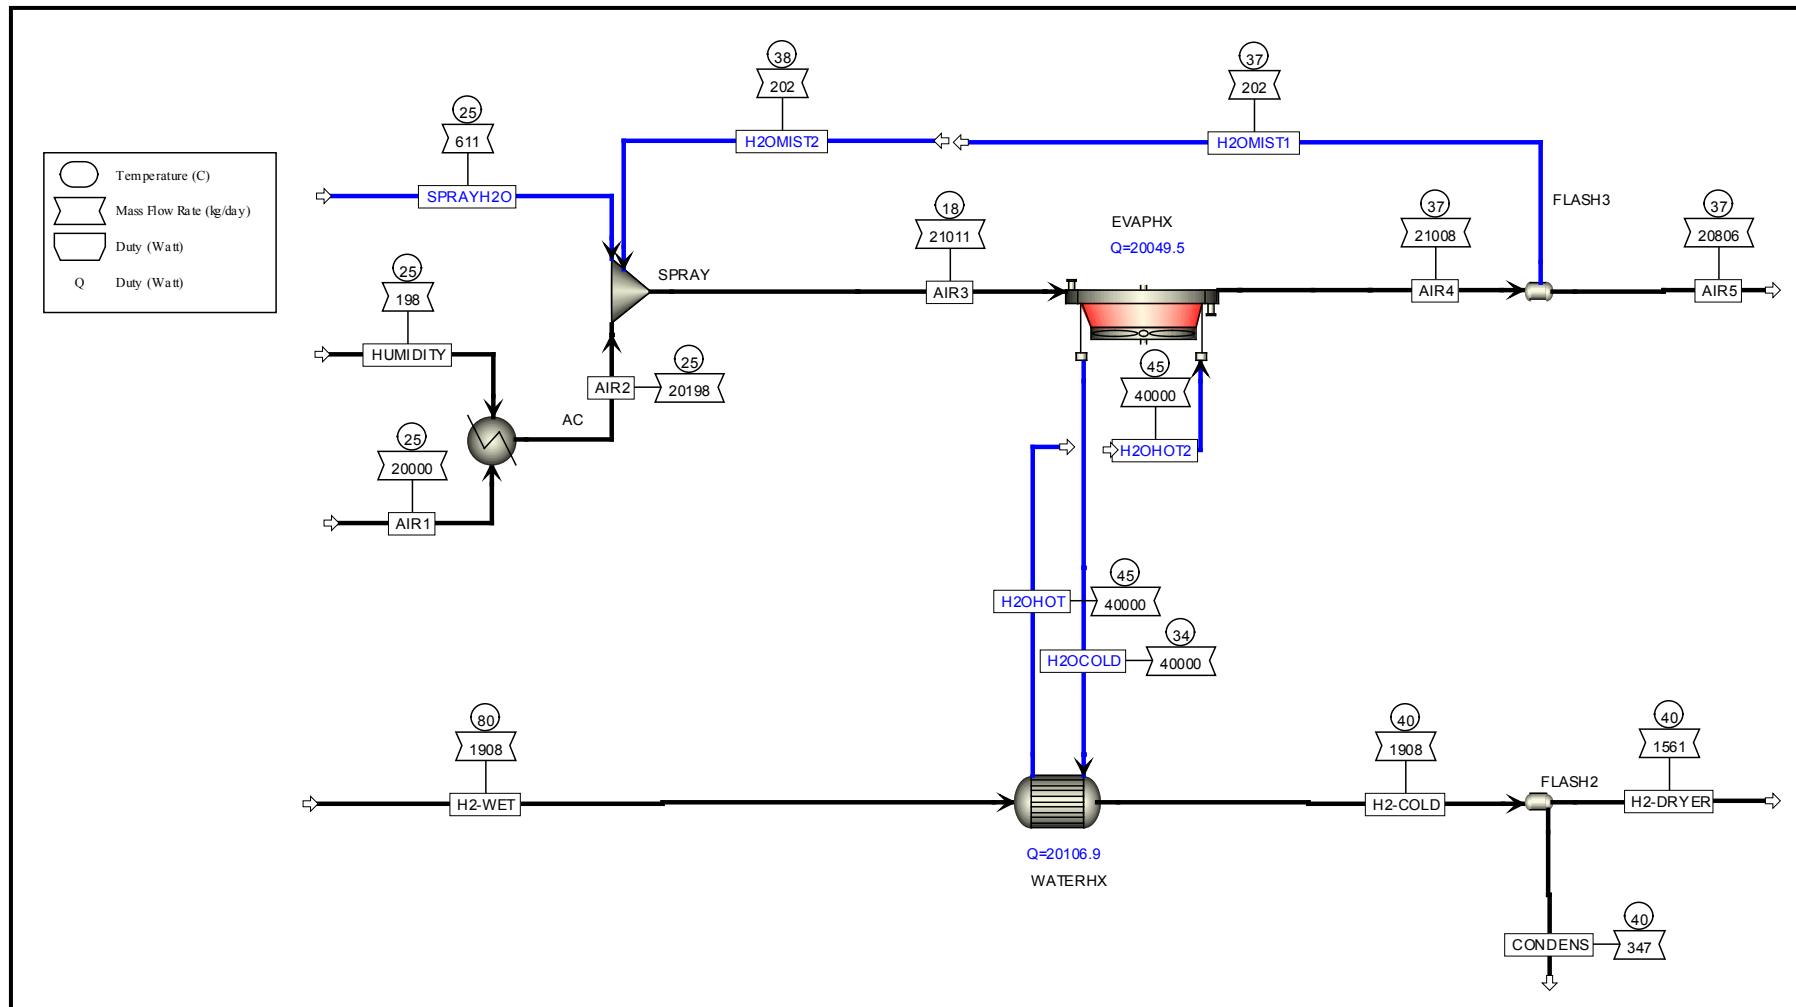 Temperature (C)
Mass Flow Rate (kg/day)
Duty (Watt)
Q Duty (Watt)
38
202
H2OMIST2
37
202
H2OMIST1
25
611
SPRAYH2O
FLASH3
18
21011
AIR3
EVAPHX
Q=20049.5
37
21008
AIR4
37
20806
AIR5
SPRAY
25
198
HUMIDITY
AIR2
25
20198
AC
25
20000
AIR1
45
40000
H2OHOT2
H2OHOT
45
40000
H2OCOLD
34
40000
80
1908
H2-WET
Q=20106.9
WATERHX
40
1908
H2-COLD
FLASH2
40
1561
H2-DRYER
CONDENS
40
347